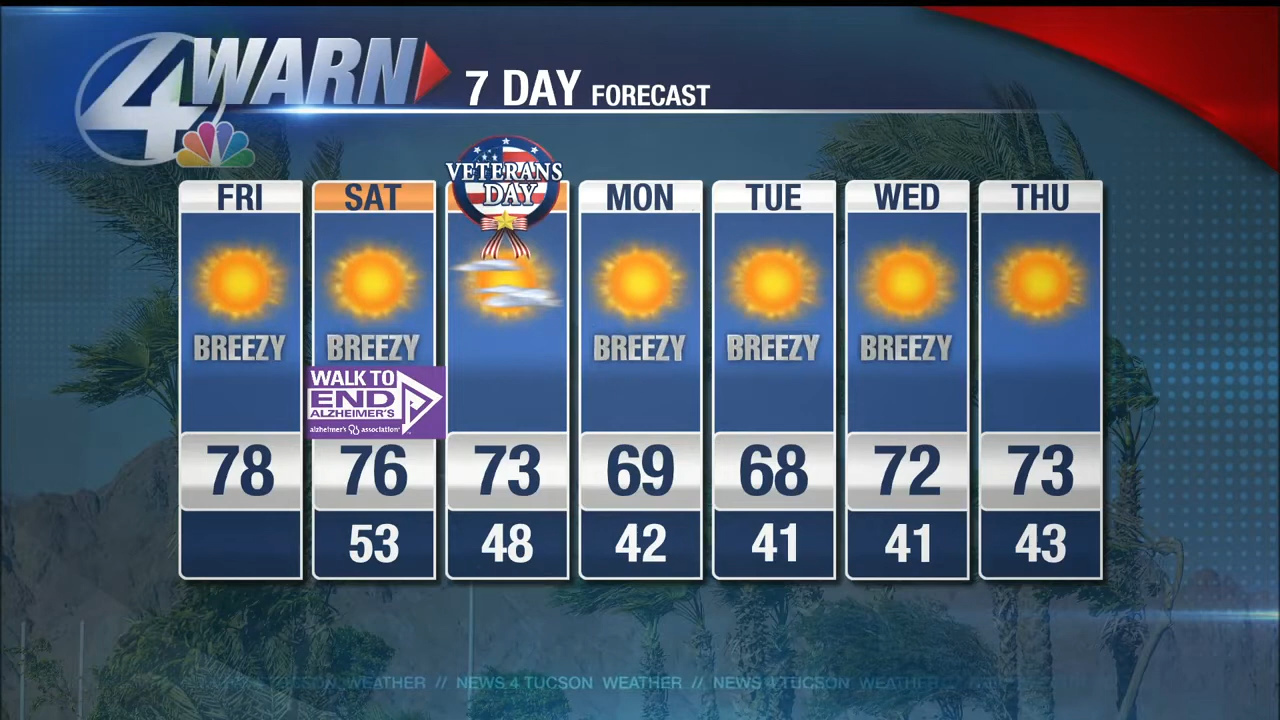 4WARN 7 DAY FORECAST
FRI SAT VETERANS DAY MON TUE WED THU
BREEZY BREEZY BREEZY BREEZY BREEZY
WALK TO
END
ALZHEIMER'S
alzheimer's association
78 76 73 69 68 72 73
53 48 42 41 41 43
TUCSON WEATHER // NEWS 4 TUCSON WEATHER // NEWS 4 TUCSON WEATHER